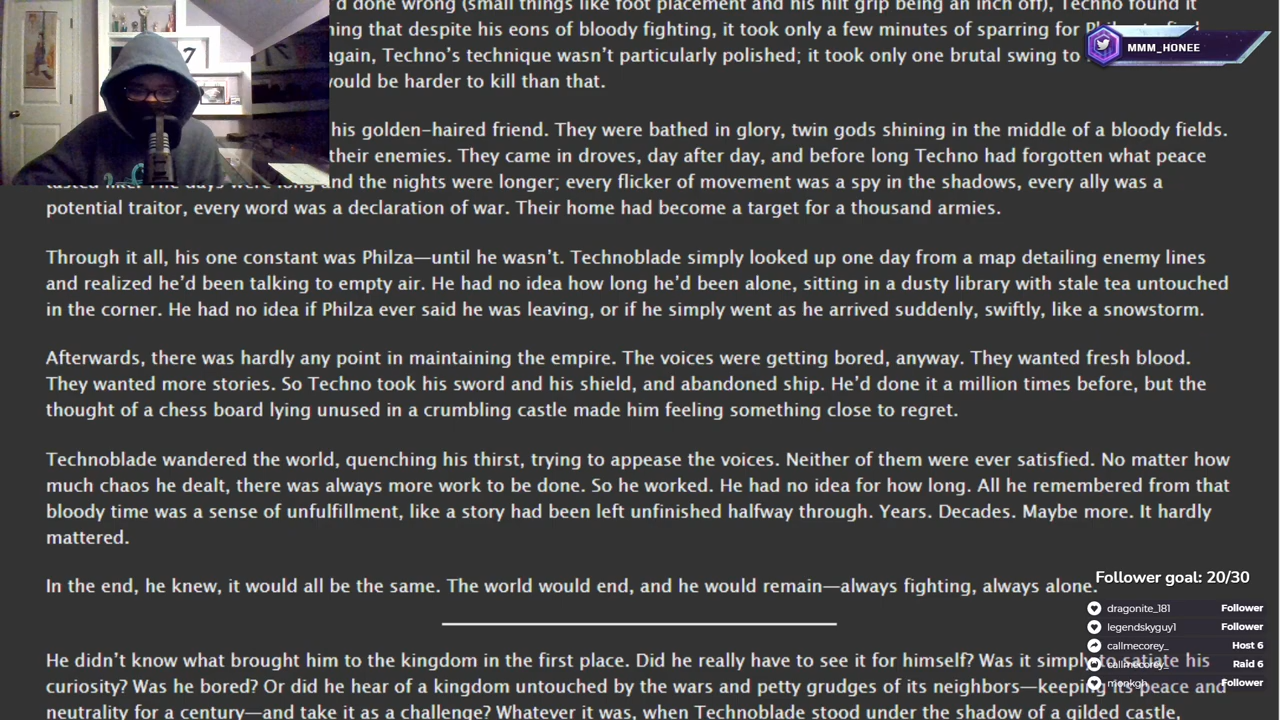 'd done wrong (small things like foot placement and his hilt grip being an inch off), Techno found it
ning that despite his eons of bloody fighting, it took only a few minutes of sparring for
again, Techno's technique wasn't particularly polished; it took only one brutal swing to
would be harder to kill than that.
his golden-haired friend. They were bathed in glory, twin gods shining in the middle of a bloody fields.
their enemies. They came in droves, day after day, and before long Techno had forgotten what peace
tasted like. The days were long and the nights were longer; every flicker of movement was a spy in the shadows, every ally was a
potential traitor, every word was a declaration of war. Their home had become a target for a thousand armies.
Through it all, his one constant was Philza—until he wasn't. Technoblade simply looked up one day from a map detailing enemy lines
and realized he'd been talking to empty air. He had no idea how long he'd been alone, sitting in a dusty library with stale tea untouched
in the corner. He had no idea if Philza ever said he was leaving, or if he simply went as he arrived suddenly, swiftly, like a snowstorm.
Afterwards, there was hardly any point in maintaining the empire. The voices were getting bored, anyway. They wanted fresh blood.
They wanted more stories. So Techno took his sword and his shield, and abandoned ship. He'd done it a million times before, but the
thought of a chess board lying unused in a crumbling castle made him feeling something close to regret.
Technoblade wandered the world, quenching his thirst, trying to appease the voices. Neither of them were ever satisfied. No matter how
much chaos he dealt, there was always more work to be done. So he worked. He had no idea for how long. All he remembered from that
bloody time was a sense of unfulfillment, like a story had been left unfinished halfway through. Years. Decades. Maybe more. It hardly
mattered.
In the end, he knew, it would all be the same. The world would end, and he would remain—always fighting, always alone.
He didn't know what brought him to the kingdom in the first place. Did he really have to see it for himself? Was it simply to satiate his
curiosity? Was he bored? Or did he hear of a kingdom untouched by the wars and petty grudges of its neighbors—keeping its peace and
neutrality for a century—and take it as a challenge? Whatever it was, when Technoblade stood under the shadow of a gilded castle,
MMM_HONEE
Follower goal: 20/30
dragonite_181 Follower
legendskyguy1 Follower
callmecorey_ Host 6
callmecorey_ Raid 6
monkgh Follower